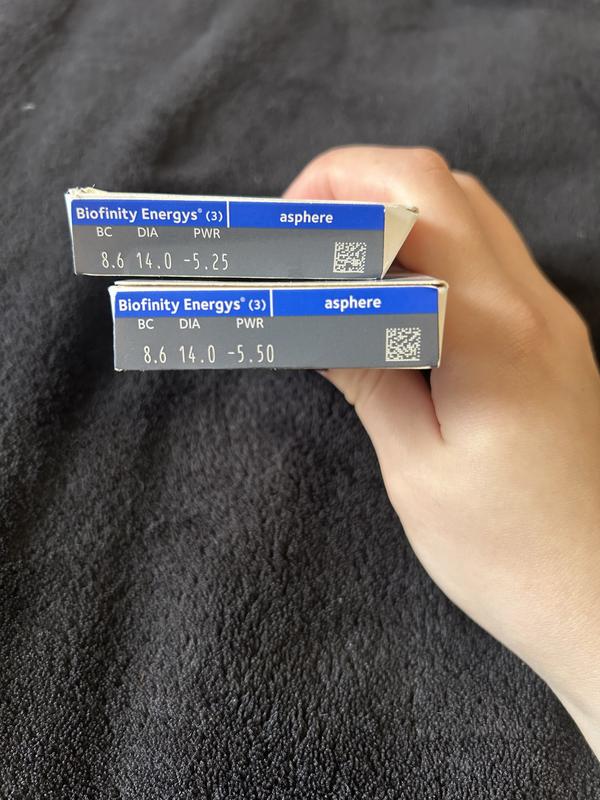 Biofinity Energys® (3) asphere
BC DIA PWR
8.6 14.0 -5.25
Biofinity Energys® (3) asphere
BC DIA PWR
8.6 14.0 -5.50